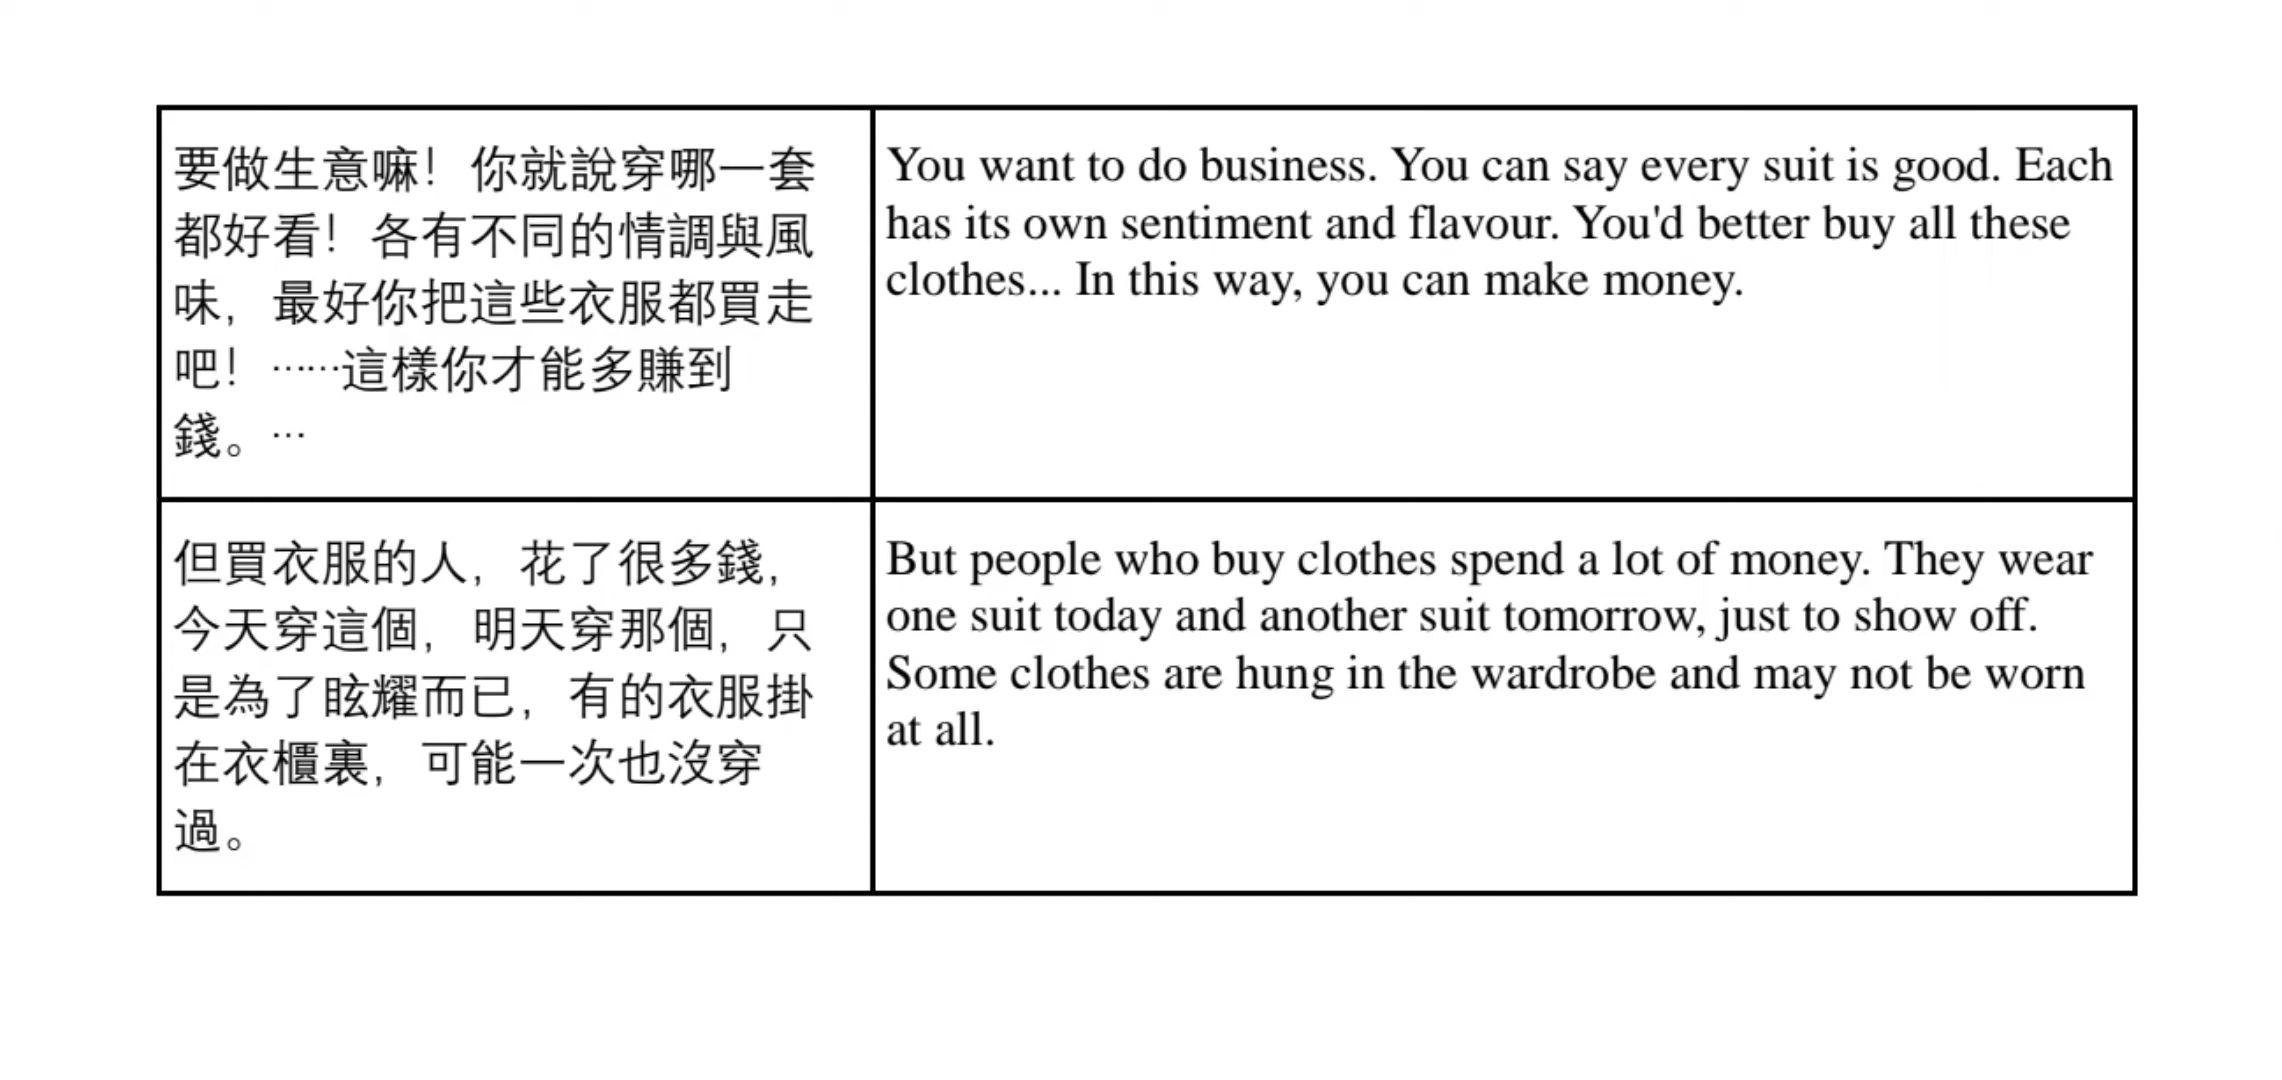 要做生意嘛！你就說穿哪一套
都好看！各有不同的情調與風
味，最好你把這些衣服都買走
吧！……這樣你才能多賺到
錢。…
You want to do business. You can say every suit is good. Each
has its own sentiment and flavour. You'd better buy all these
clothes... In this way, you can make money.
但買衣服的人，花了很多錢，
今天穿這個，明天穿那個，只
是為了眩耀而已，有的衣服掛
在衣櫃裏，可能一次也沒穿
過。
But people who buy clothes spend a lot of money. They wear
one suit today and another suit tomorrow, just to show off.
Some clothes are hung in the wardrobe and may not be worn
at all.